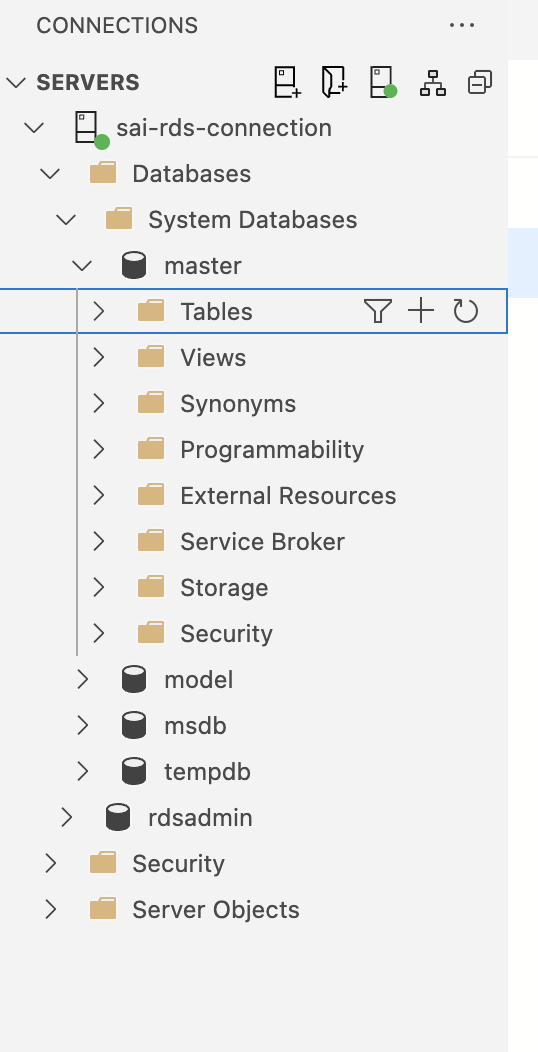 CONNECTIONS
SERVERS
sai-rds-connection
Databases
System Databases
master
Tables
Views
Synonyms
Programmability
External Resources
Service Broker
Storage
Security
model
msdb
tempdb
rdsadmin
Security
Server Objects